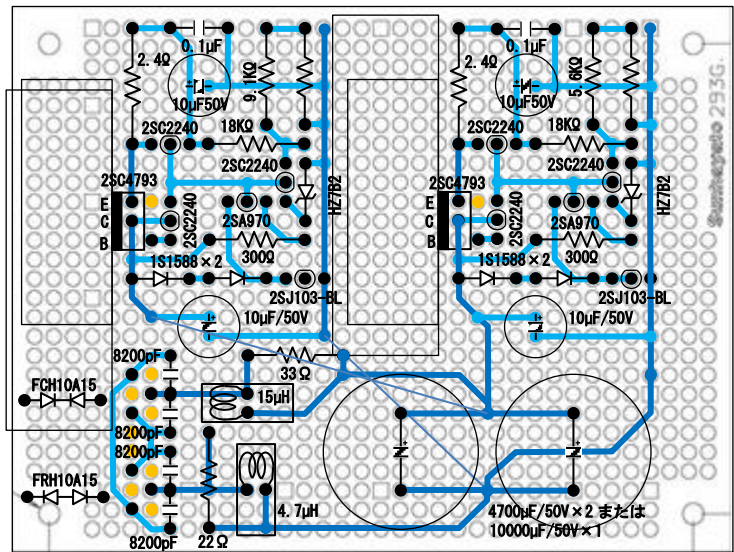 0.1μF
0.1μF
2.4Ω
2.4Ω
9.1KΩ
5.6KΩ
10μF50V
10μF50V
2SC2240
18KΩ
2SC2240
18KΩ
2SC2240
2SC2240
2SC4793
2SC4793
HZ7B2
HZ7B2
E
C
B
E
C
B
2SC2240
2SA970
2SC2240
2SA970
300Ω
300Ω
1S1588×2
1S1588×2
2SJ103-BL
2SJ103-BL
10μF/50V
10μF/50V
8200pF
33Ω
FCH10A15
15μH
8200pF
8200pF
FRH10A15
4.7μH
4700μF/50V×2 または
10000μF/50V×1
8200pF
22Ω